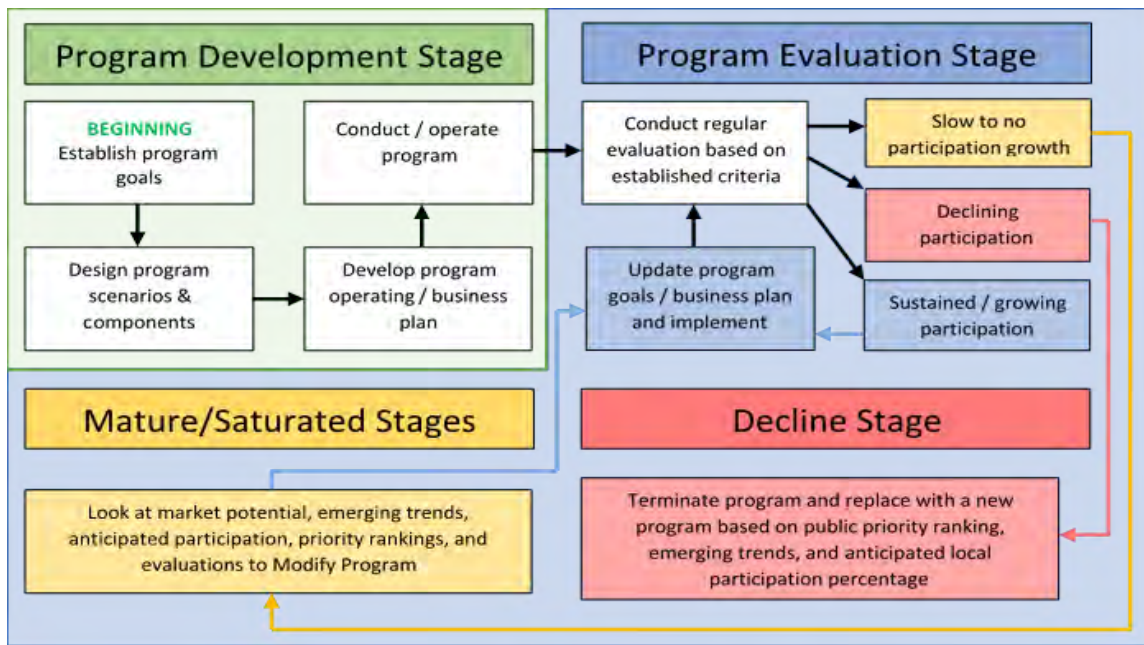 Program Development Stage
BEGINNING
Establish program
goals
Conduct / operate
program
Design program
scenarios &
components
Develop program
operating / business
plan
Program Evaluation Stage
Conduct regular
evaluation based on
established criteria
Slow to no
participation growth
Declining
participation
Update program
goals / business plan
and implement
Sustained / growing
participation
Mature/Saturated Stages
Look at market potential, emerging trends,
anticipated participation, priority rankings, and
evaluations to Modify Program
Decline Stage
Terminate program and replace with a new
program based on public priority ranking,
emerging trends, and anticipated local
participation percentage